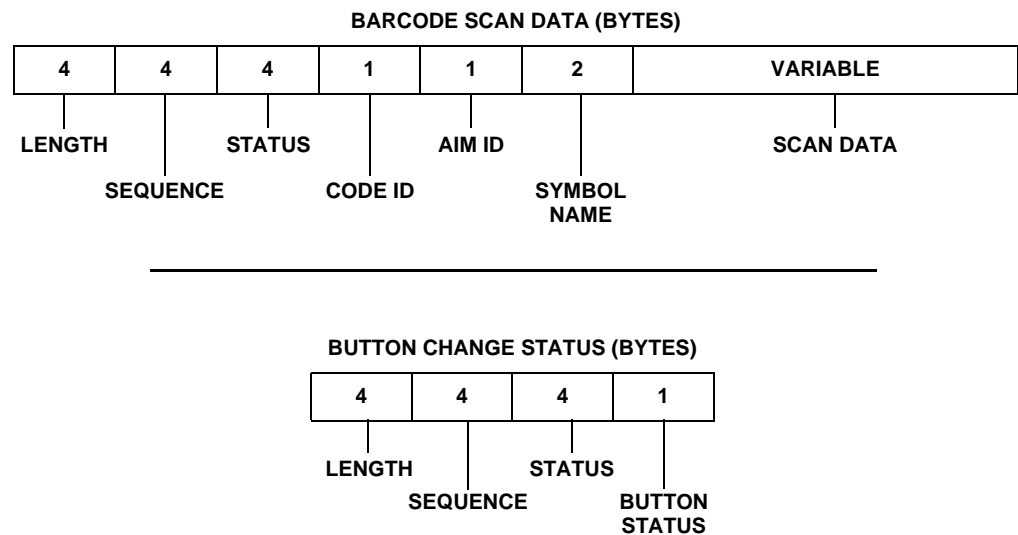 BARCODE SCAN DATA (BYTES)
4 4 4 1 1 2 VARIABLE
LENGTH STATUS AIM ID SCAN DATA
SEQUENCE CODE ID SYMBOL
NAME
BUTTON CHANGE STATUS (BYTES)
4 4 4 1
LENGTH STATUS
SEQUENCE BUTTON
STATUS